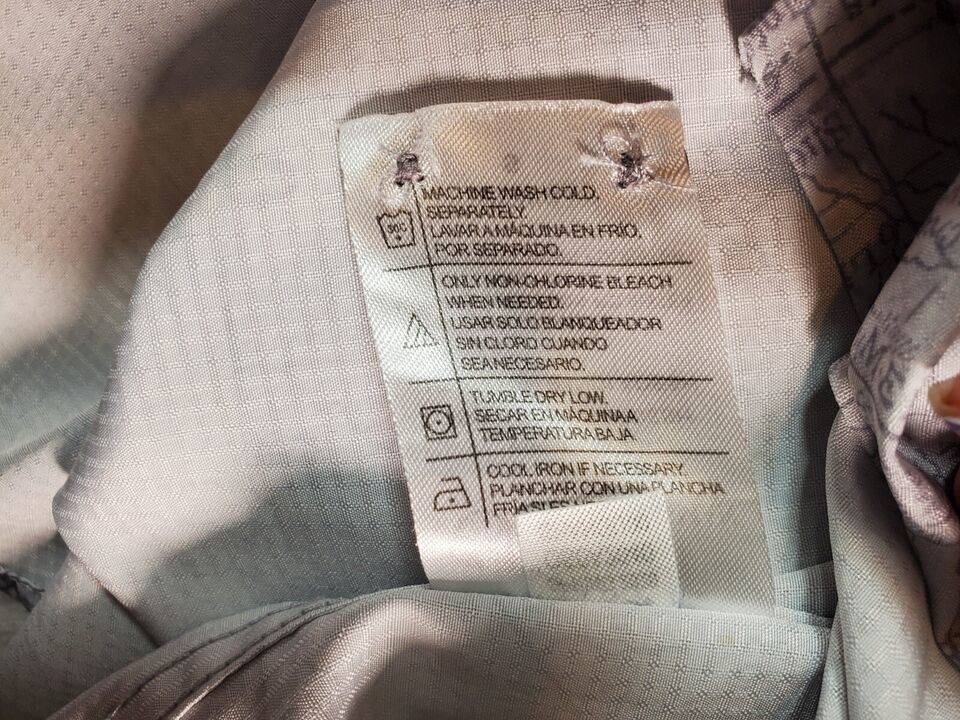 MACHINE WASH COLD,
SEPARATELY.
LAVAR A MÁQUINA EN FRÍO,
POR SEPARADO.
30°C
ONLY NON-CHLORINE BLEACH
WHEN NEEDED.
USAR SOLO BLANQUEADOR
SIN CLORO CUANDO
SEA NECESARIO.
TUMBLE DRY LOW.
SECAR EN MÁQUINA A
TEMPERATURA BAJA.
COOL IRON IF NECESSARY.
PLANCHAR CON UNA PLANCHA
FRÍA SI ES